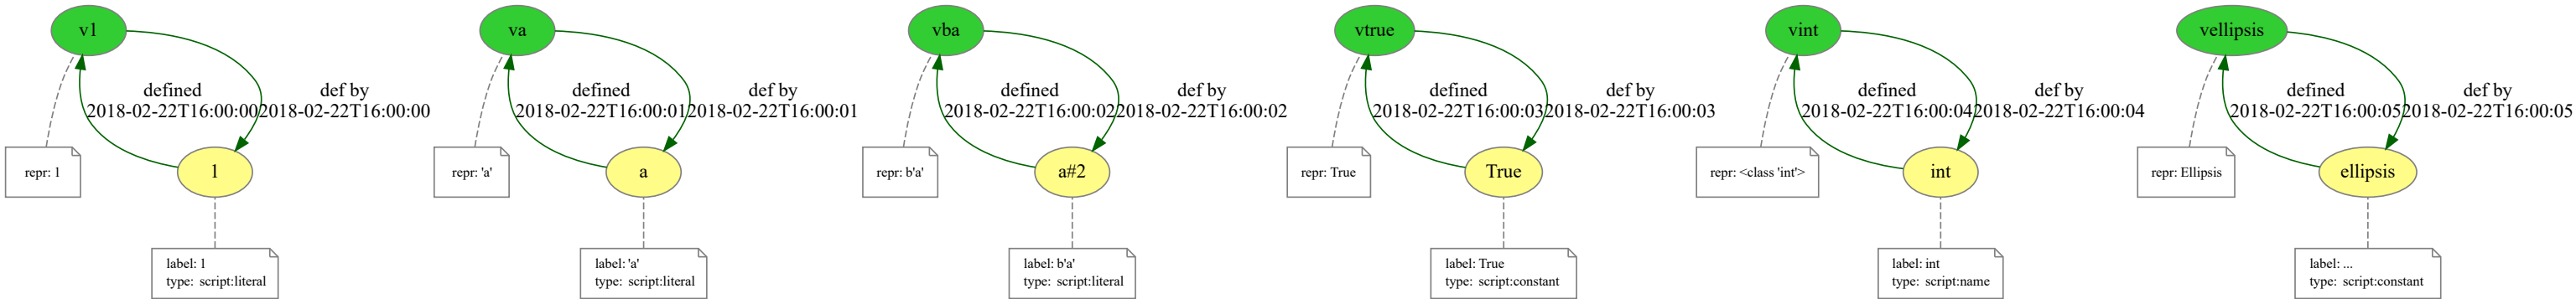 v1
defined
2018-02-22T16:00:00
def by
2018-02-22T16:00:00
repr: 1
1
label: 1
type: script:literal
va
defined
2018-02-22T16:00:01
def by
2018-02-22T16:00:01
repr: 'a'
a
label: 'a'
type: script:literal
vba
defined
2018-02-22T16:00:02
def by
2018-02-22T16:00:02
repr: b'a'
a#2
label: b'a'
type: script:literal
vtrue
defined
2018-02-22T16:00:03
def by
2018-02-22T16:00:03
repr: True
True
label: True
type: script:constant
vint
defined
2018-02-22T16:00:04
def by
2018-02-22T16:00:04
repr: <class 'int'>
int
label: int
type: script:name
vellipsis
defined
2018-02-22T16:00:05
def by
2018-02-22T16:00:05
repr: Ellipsis
ellipsis
label: ...
type: script:constant